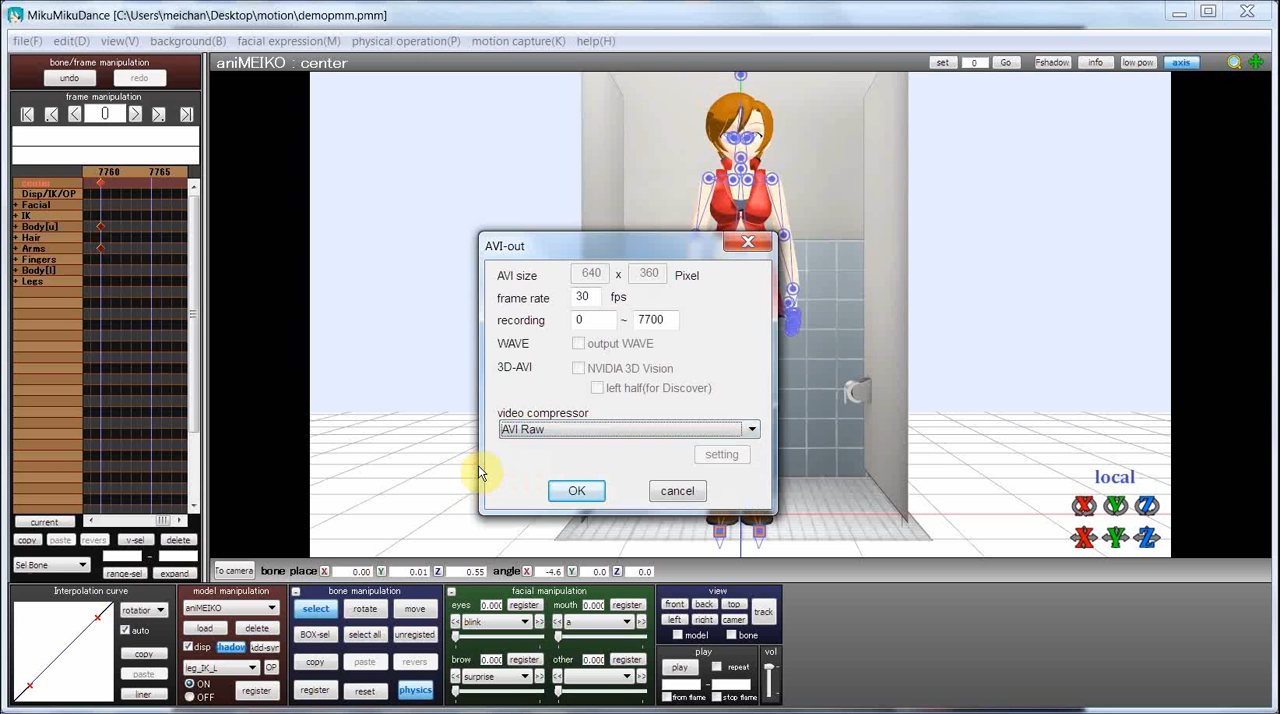 MikuMikuDance [C:\Users\meichan\Desktop\motion\demopmm.pmm]
file(F) edit(D) view(V) background(B) facial expression(M) physical operation(P) motion capture(K) help(H)
bone/frame manipulation
undo redo
frame manipulation
0
aniMEIKO : center
set 0 Go Fshadow info low pow axis
7760 7765
center
Disp/IK/OP
+ Facial
+ IK
+ Body[u]
+ Hair
+ Arms
+ Fingers
+ Body[l]
+ Legs
current
copy paste revers v-sel delete
Sel Bone -
range-sel expand
AVI-out
AVI size 640 x 360 Pixel
frame rate 30 fps
recording 0 ~ 7700
WAVE output WAVE
3D-AVI NVIDIA 3D Vision
left half(for Discover)
video compressor
AVI Raw
setting
OK cancel
local
X Y Z
X Y Z
To camera bone place X 0.00 Y 0.01 Z 0.55 angle X -4.6 Y 0.0 Z 0.0
Interpolation curve
rotation
auto
copy
paste
liner
model manipulation
aniMEIKO
load delete
disp shadow add-syn
leg_IK_L OP
ON
OFF
register
bone manipulation
select rotate move
BOX-sel select all unregisterd
copy paste revers
register reset physics
facial manipulation
eyes 0.000 register mouth 0.000 register
<< blink >> << a >>
brow 0.000 register other 0.000 register
<< surprise >> << >>
view
front back top
left right camer
track
model bone
play
play repeat
-
from flame stop flame
vol